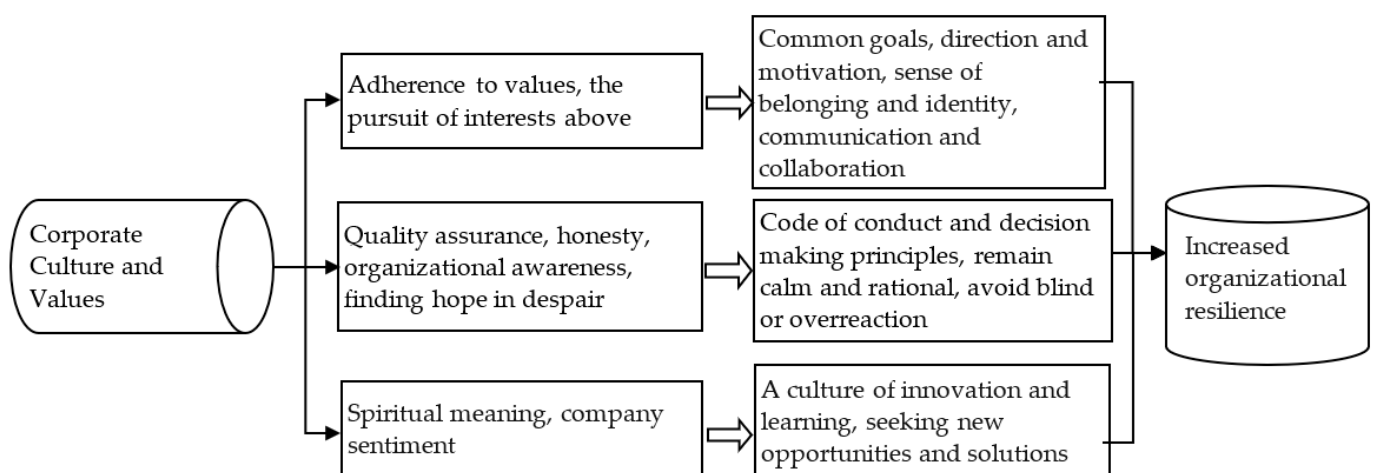 Corporate
Culture and
Values
Adherence to values, the
pursuit of interests above
Common goals, direction and
motivation, sense of
belonging and identity,
communication and
collaboration
Quality assurance, honesty,
organizational awareness,
finding hope in despair
Code of conduct and decision
making principles, remain
calm and rational, avoid blind
or overreaction
Spiritual meaning, company
sentiment
A culture of innovation and
learning, seeking new
opportunities and solutions
Increased
organizational
resilience